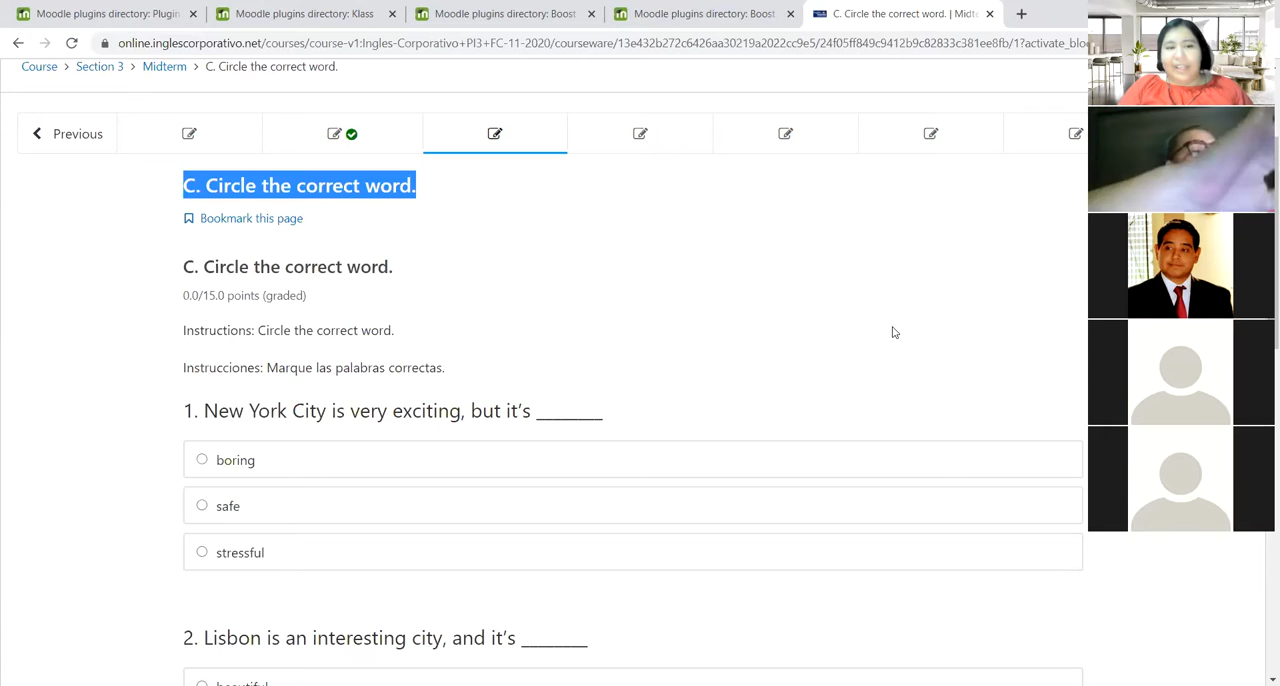 Moodle plugins directory: Plugin
Moodle plugins directory: Klass
Moodle plugins directory: Boost
Moodle plugins directory: Boost
C. Circle the correct word. | Midte
online.inglescorporativo.net/courses/course-v1:Ingles-Corporativo+PI3+FC-11-2020/courseware/13e432b272c6426aa30219a2022cc9e5/24f05ff849c9412b9c82833c381ee8fb/1?activate_blo
Course > Section 3 > Midterm > C. Circle the correct word.
Previous
C. Circle the correct word.
Bookmark this page
C. Circle the correct word.
0.0/15.0 points (graded)
Instructions: Circle the correct word.
Instrucciones: Marque las palabras correctas.
1. New York City is very exciting, but it's ________
boring
safe
stressful
2. Lisbon is an interesting city, and it's ________
beautiful